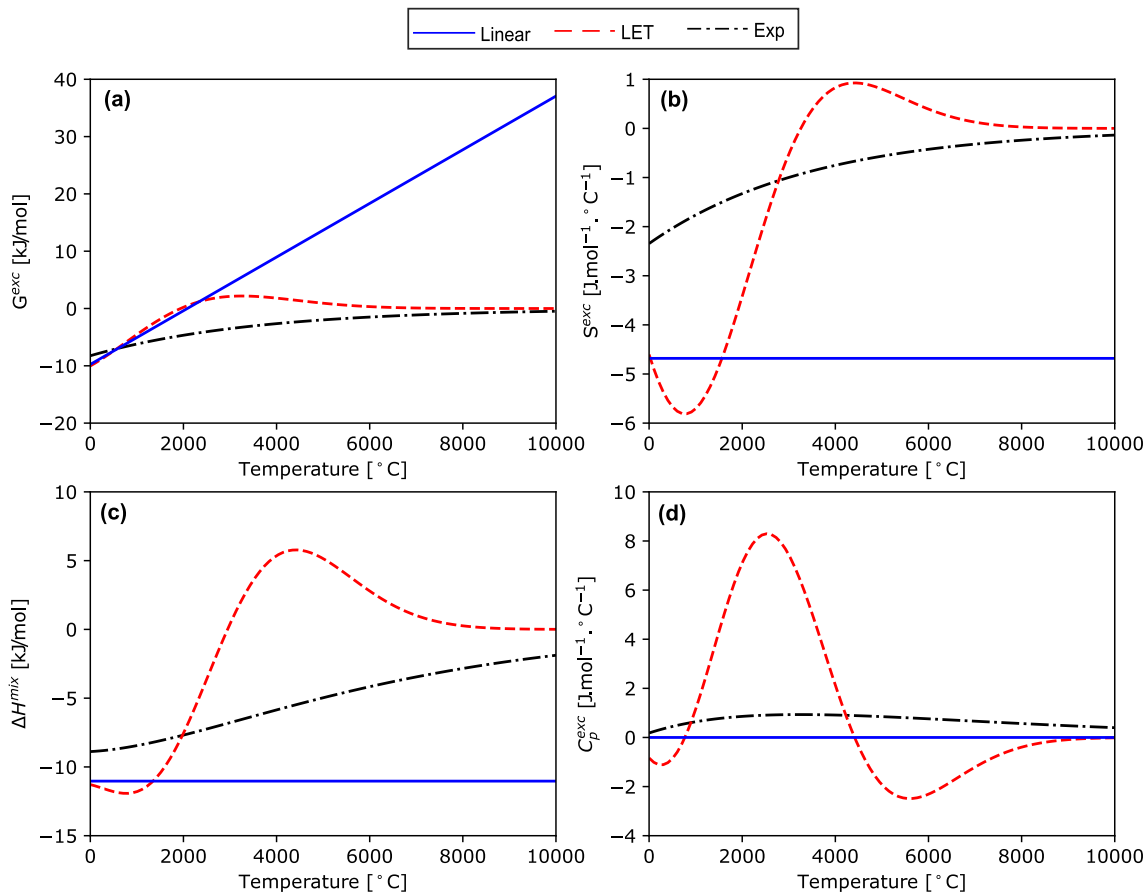 Linear LET Exp
(a)
G^exc [kJ/mol]
40
30
20
10
0
−10
−20
0 2000 4000 6000 8000 10000
Temperature [°C]
(b)
S^exc [J.mol⁻¹.°C⁻¹]
1
0
−1
−2
−3
−4
−5
−6
0 2000 4000 6000 8000 10000
Temperature [°C]
(c)
ΔH^mix [kJ/mol]
10
5
0
−5
−10
−15
0 2000 4000 6000 8000 10000
Temperature [°C]
(d)
C_p^exc [J.mol⁻¹.°C⁻¹]
10
8
6
4
2
0
−2
−4
0 2000 4000 6000 8000 10000
Temperature [°C]